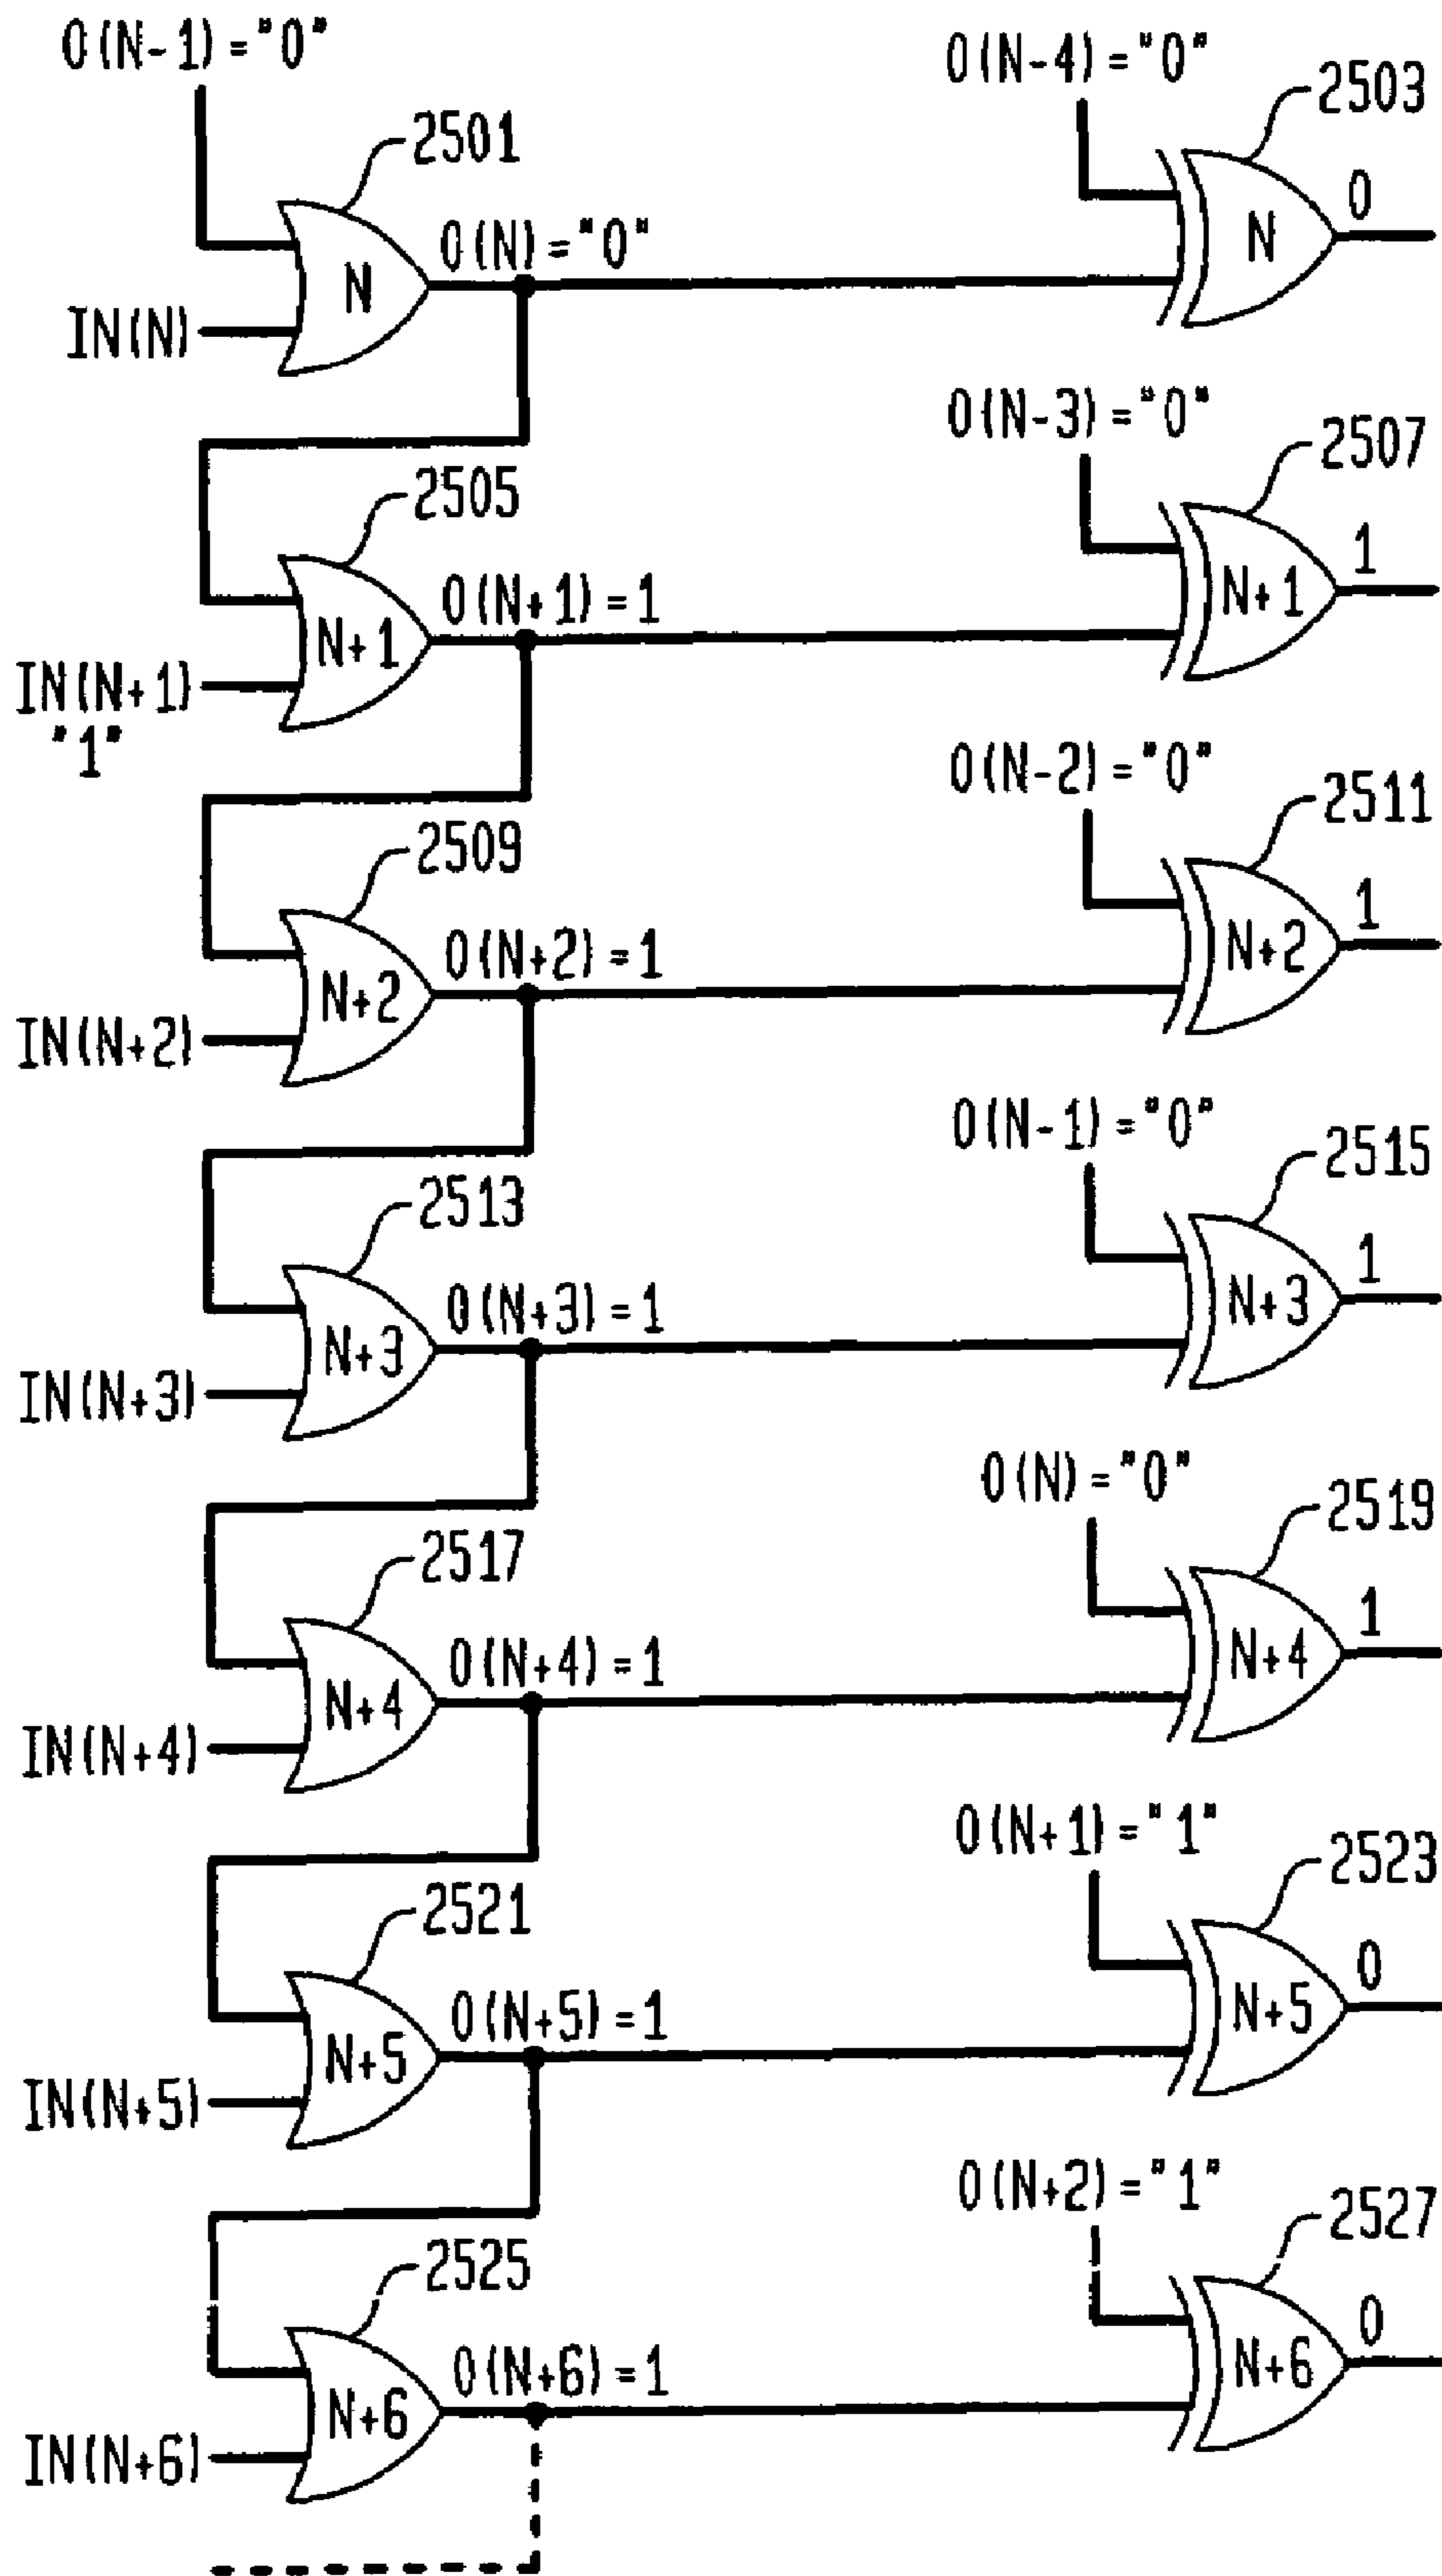 O(N-1)="0"
O(N-4)="0"
2503
2501
0
O(N)="0"
N
N
IN(N)
O(N-3)="0"
2507
2505
1
O(N+1)=1
N+1
N+1
IN(N+1)
"1"
O(N-2)="0"
2511
2509
1
O(N+2)=1
N+2
N+2
IN(N+2)
O(N-1)="0"
2515
2513
1
O(N+3)=1
N+3
N+3
IN(N+3)
O(N)="0"
2519
2517
1
O(N+4)=1
N+4
N+4
IN(N+4)
O(N+1)="1"
2523
2521
0
O(N+5)=1
N+5
N+5
IN(N+5)
O(N+2)="1"
2527
2525
0
O(N+6)=1
N+6
N+6
IN(N+6)